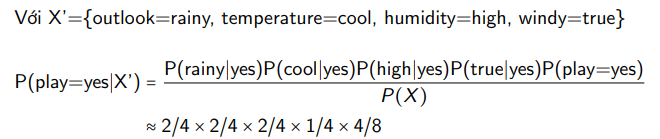 Với X’={outlook=rainy, temperature=cool, humidity=high, windy=true}
P(play=yes|X’) = P(rainy|yes)P(cool|yes)P(high|yes)P(true|yes)P(play=yes)
P(X)
≈ 2/4 × 2/4 × 2/4 × 1/4 × 4/8